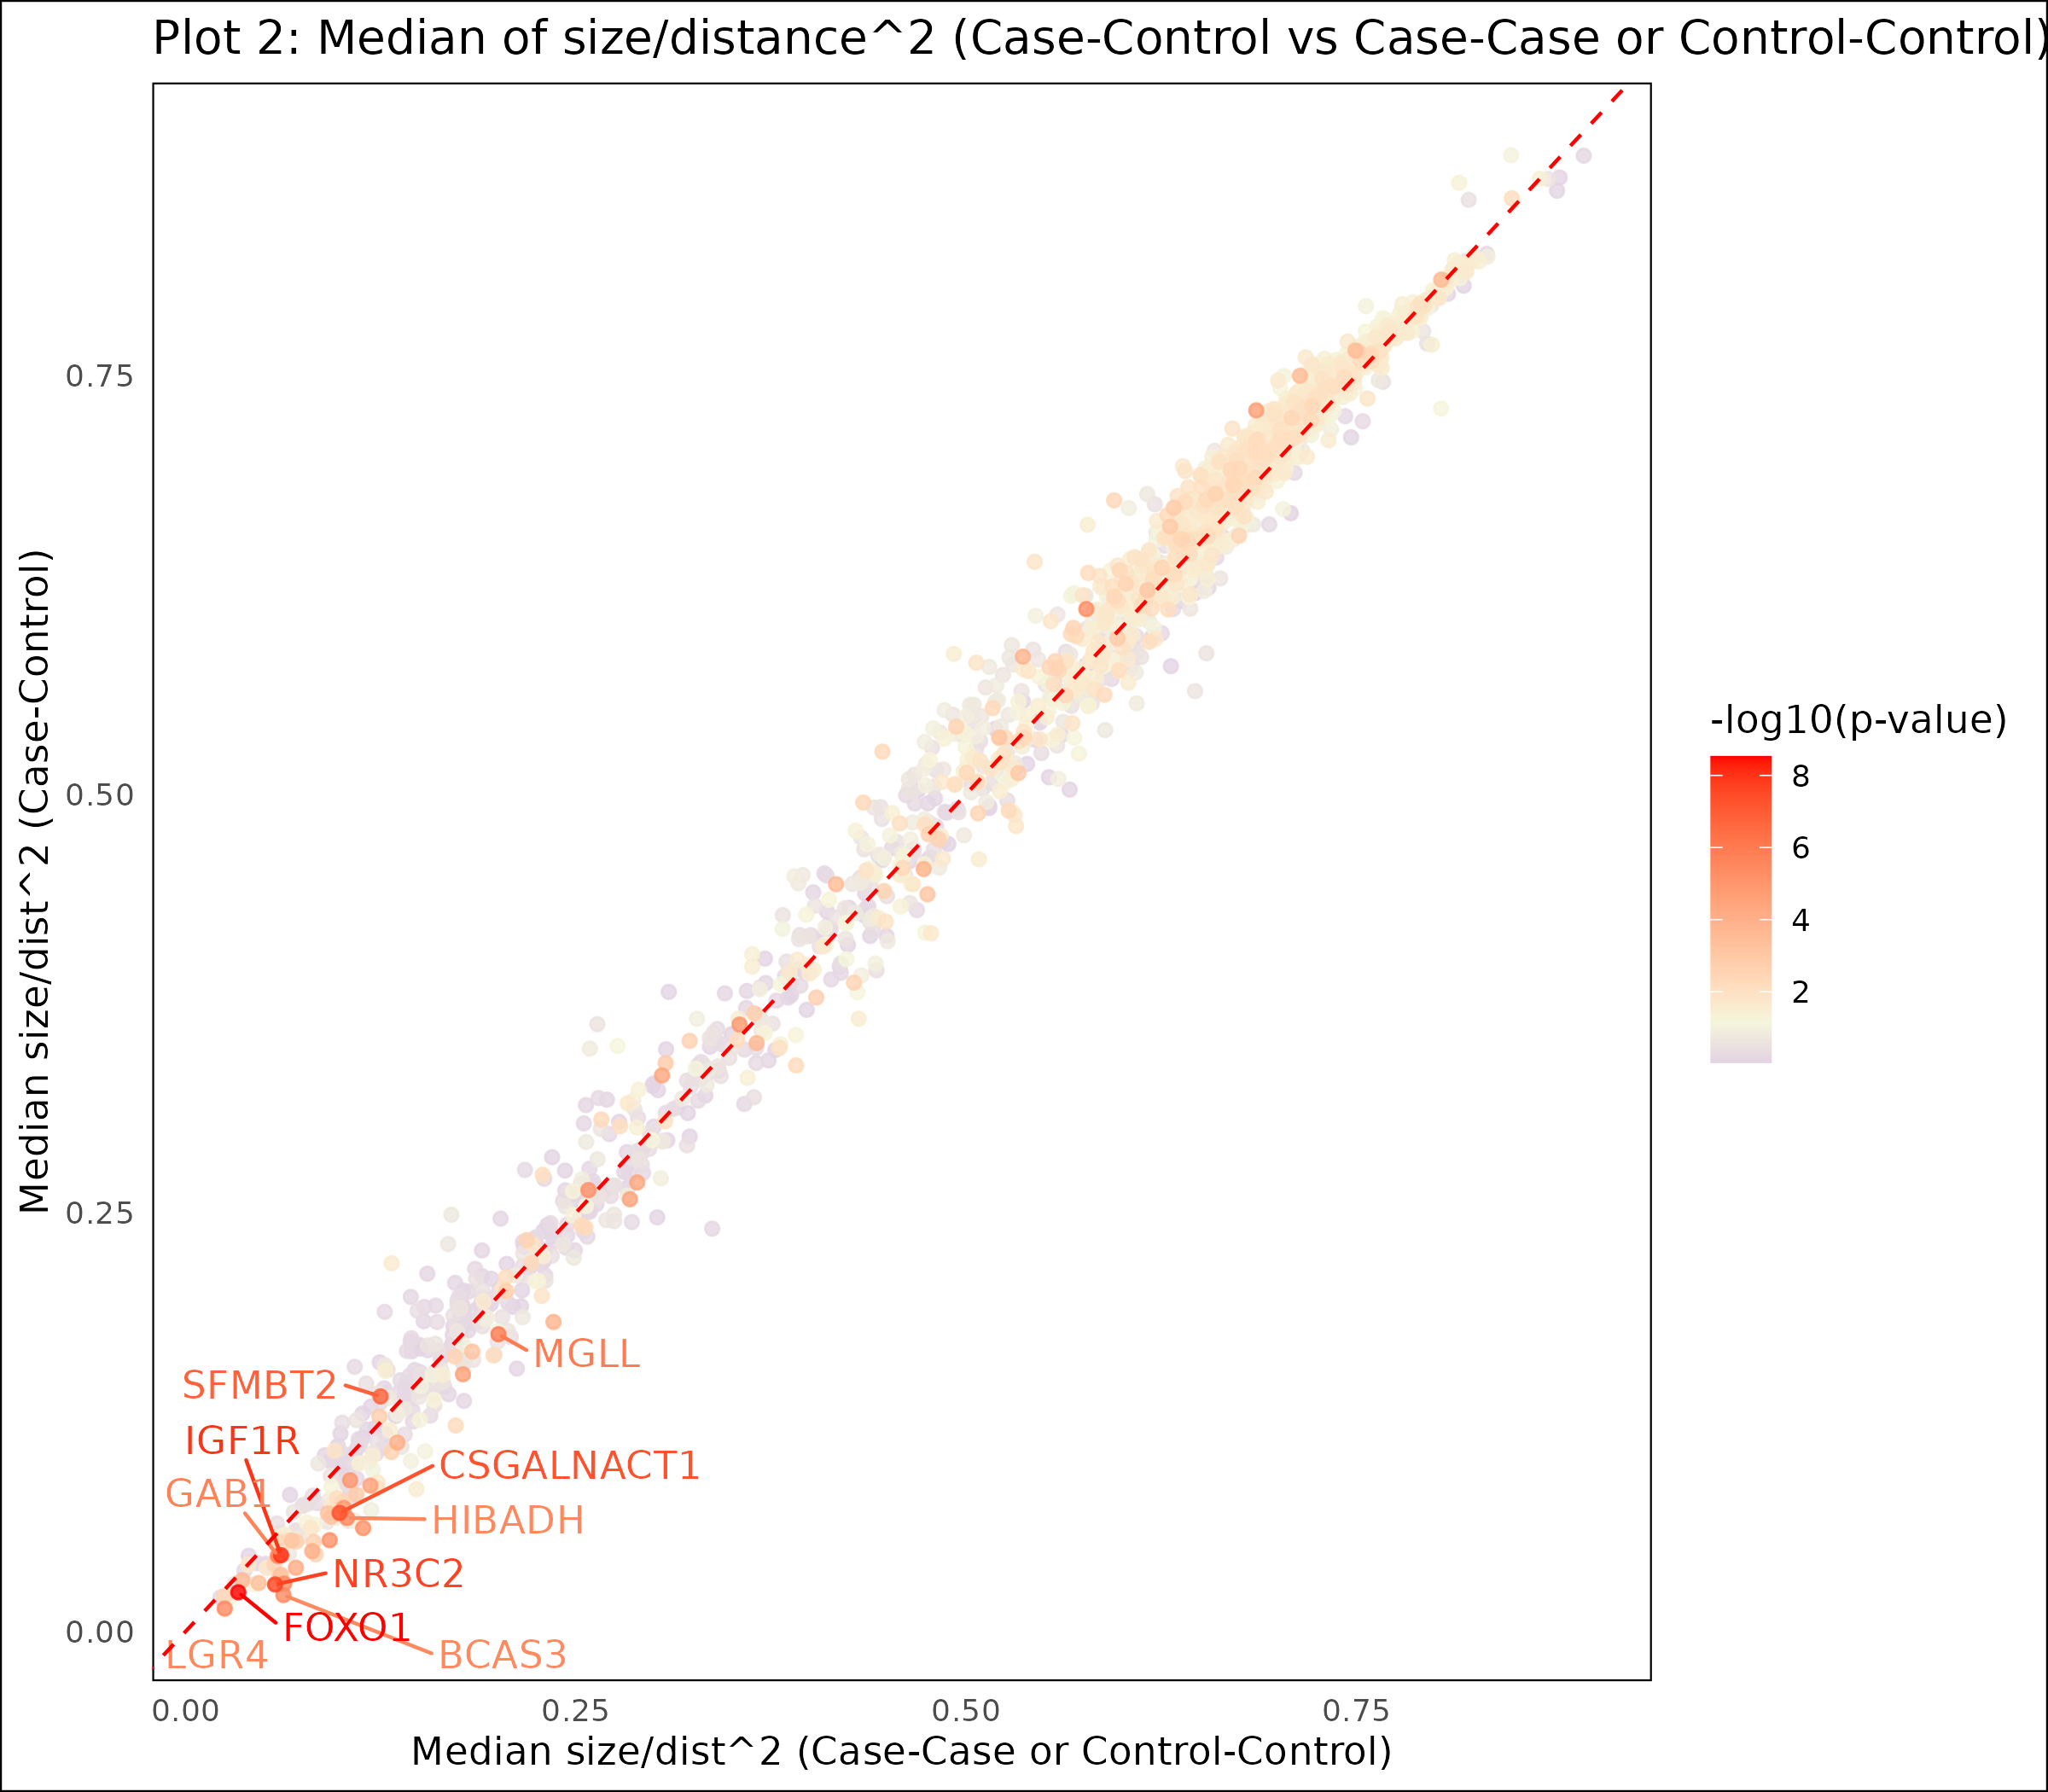 Plot 2: Median of size/distance^2 (Case-Control vs Case-Case or Control-Control)
Median size/dist^2 (Case-Control)
0.75
0.50
0.25
0.00
MGLL
SFMBT2
IGF1R
CSGALNACT1
GAB1
HIBADH
NR3C2
FOXO1
LGR4
BCAS3
0.00
0.25
0.50
0.75
Median size/dist^2 (Case-Case or Control-Control)
-log10(p-value)
8
6
4
2